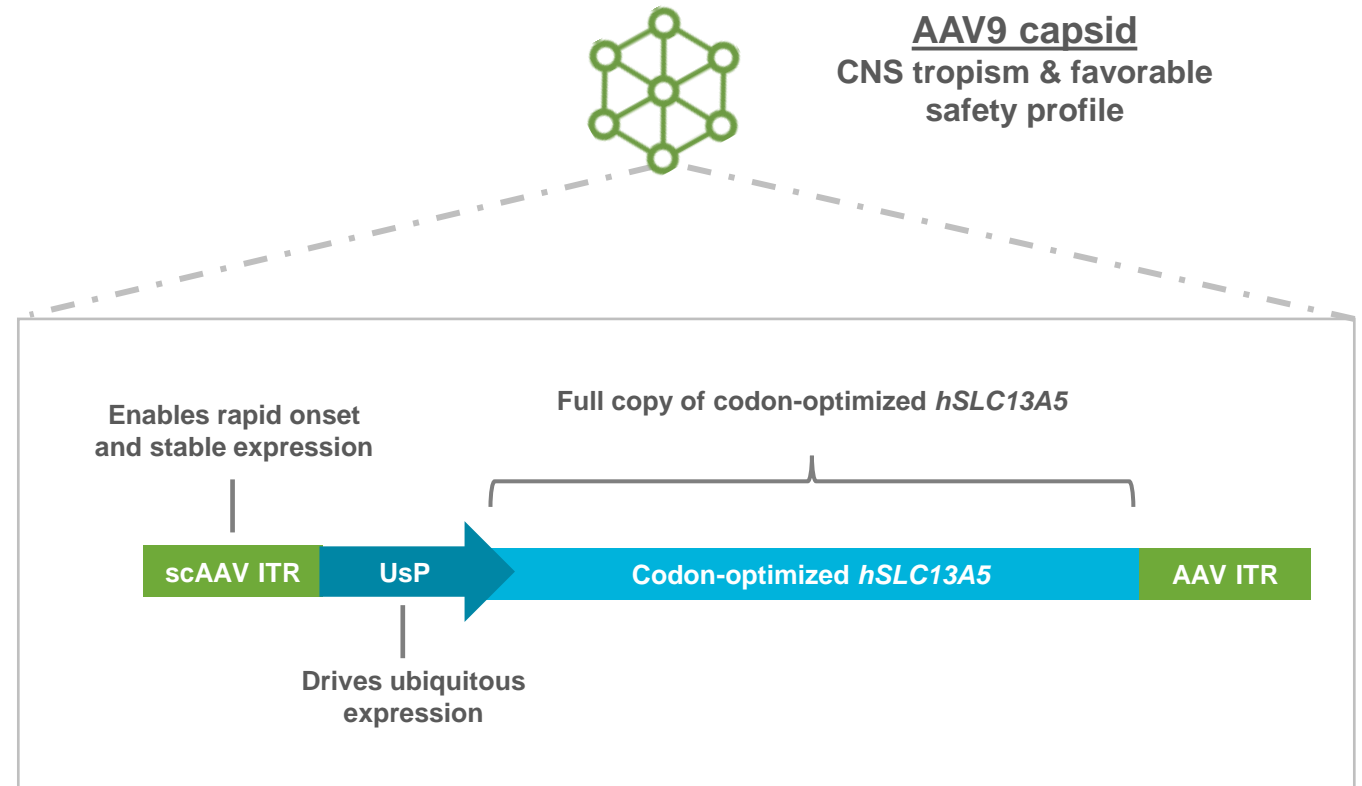 AAV9 capsid
CNS tropism & favorable
safety profile
Enables rapid onset
and stable expression
Full copy of codon-optimized hSLC13A5
scAAV ITR
UsP
Codon-optimized hSLC13A5
AAV ITR
Drives ubiquitous
expression